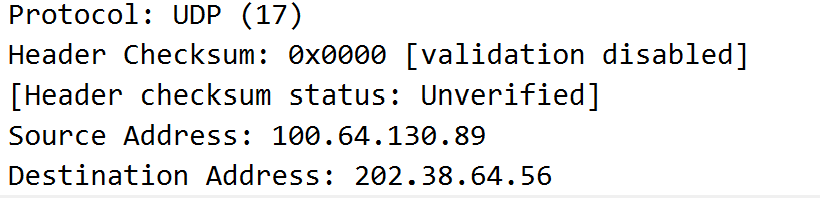 Protocol: UDP (17)
Header Checksum: 0x0000 [validation disabled]
[Header checksum status: Unverified]
Source Address: 100.64.130.89
Destination Address: 202.38.64.56